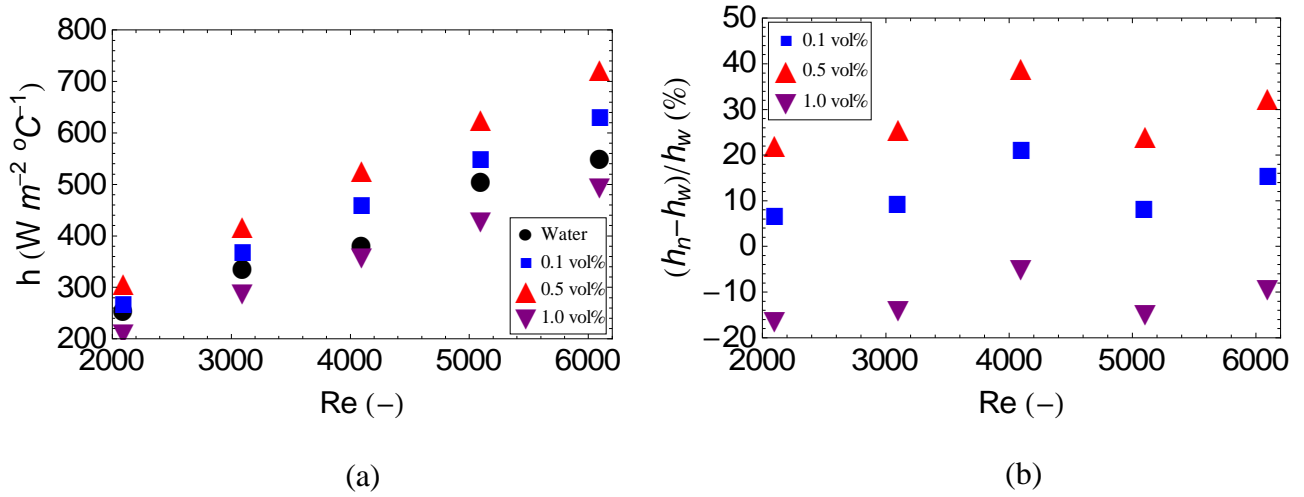 800
700
600
500
400
300
200
2000 3000 4000 5000 6000
h (W m⁻² °C⁻¹)
Re (−)
Water
0.1 vol%
0.5 vol%
1.0 vol%
(a)
50
40
30
20
10
0
−10
−20
2000 3000 4000 5000 6000
(hₙ−h_w)/h_w (%)
Re (−)
0.1 vol%
0.5 vol%
1.0 vol%
(b)